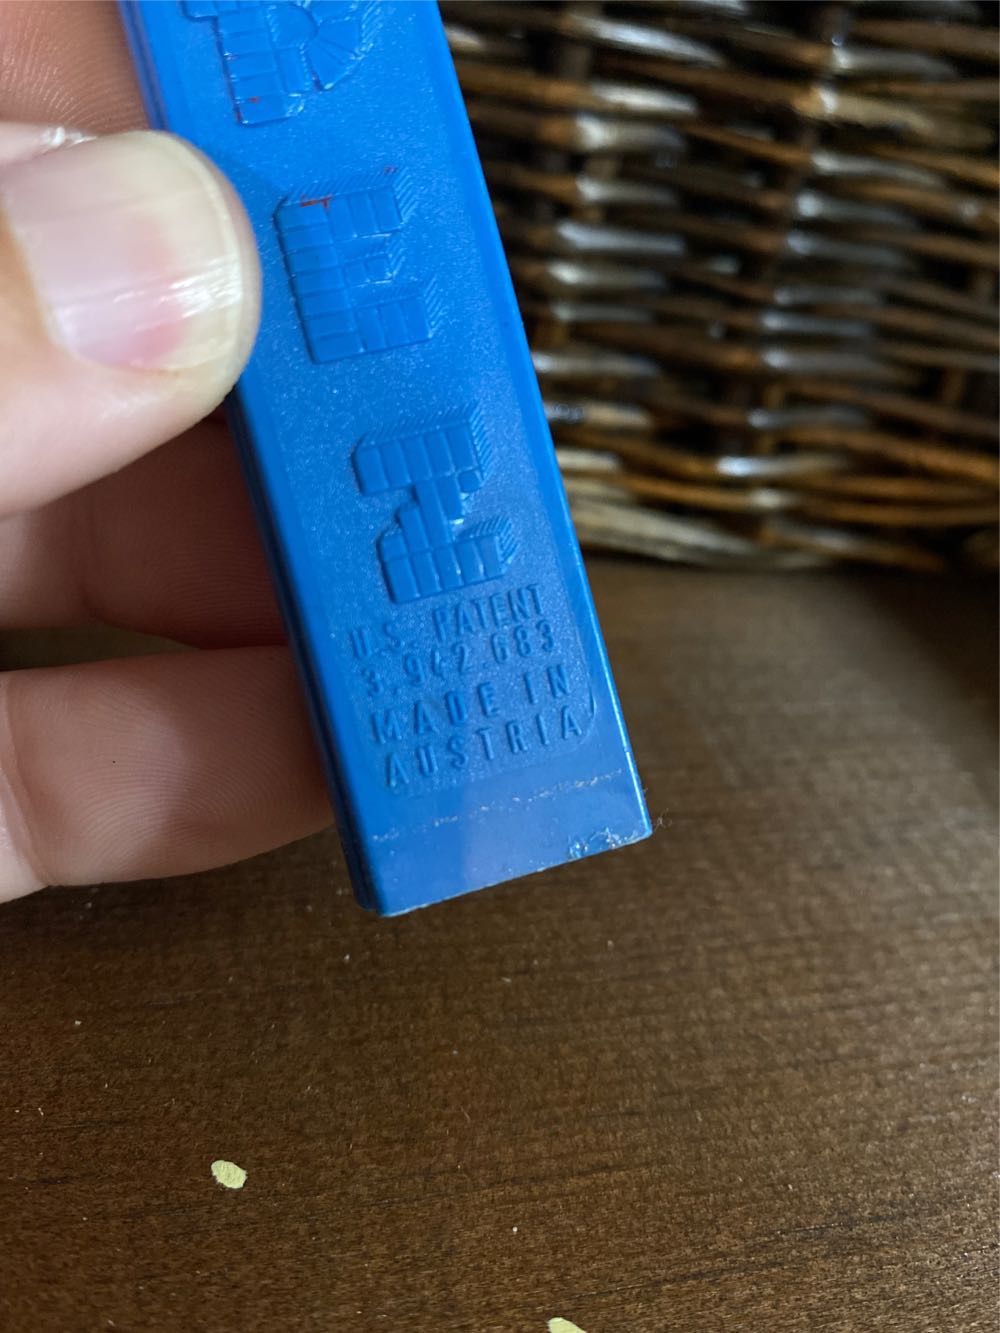 PEZ
U.S. PATENT
3.942.683
MADE IN
AUSTRIA